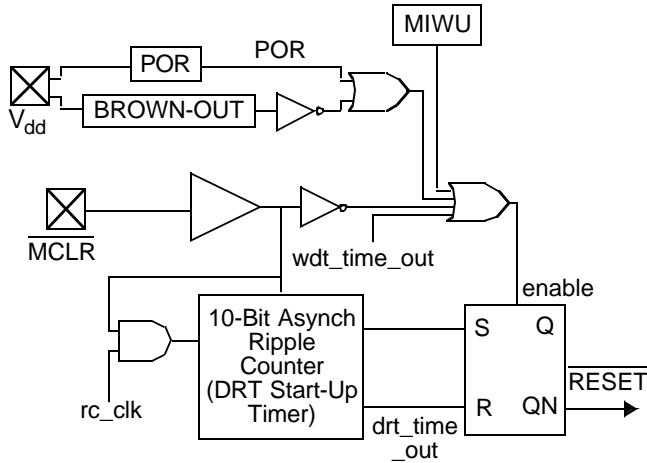 MIWU
POR
POR
BROWN-OUT
Vdd
MCLR
wdt_time_out
enable
10-Bit Asynch
Ripple
Counter
(DRT Start-Up
Timer)
rc_clk
S
Q
R
QN
RESET
drt_time
_out